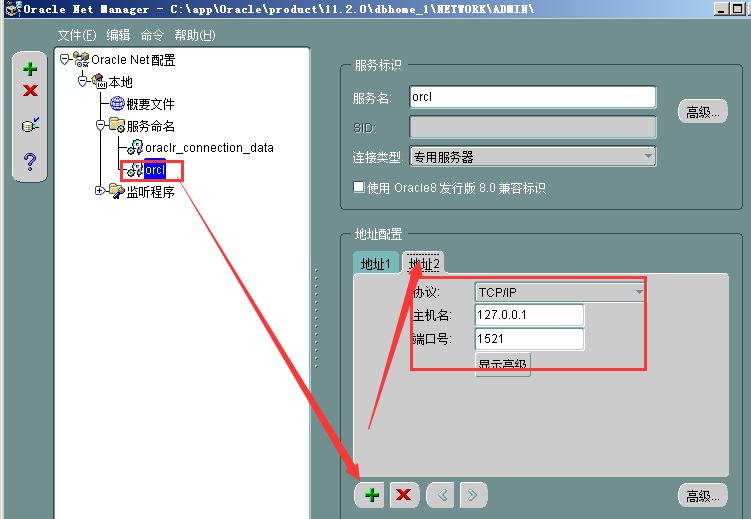 Oracle Net Manager - C:\app\Oracle\product\11.2.0\dbhome_1\NETWORK\ADMIN\
文件(F) 编辑 命令 帮助(H)
Oracle Net配置
本地
概要文件
服务命名
oraclr_connection_data
orcl
监听程序
服务标识
服务名: orcl
高级...
SID:
连接类型: 专用服务器
使用 Oracle8 发行版 8.0 兼容标识
地址配置
地址1 地址2
协议: TCP/IP
主机名: 127.0.0.1
端口号: 1521
显示高级
高级...